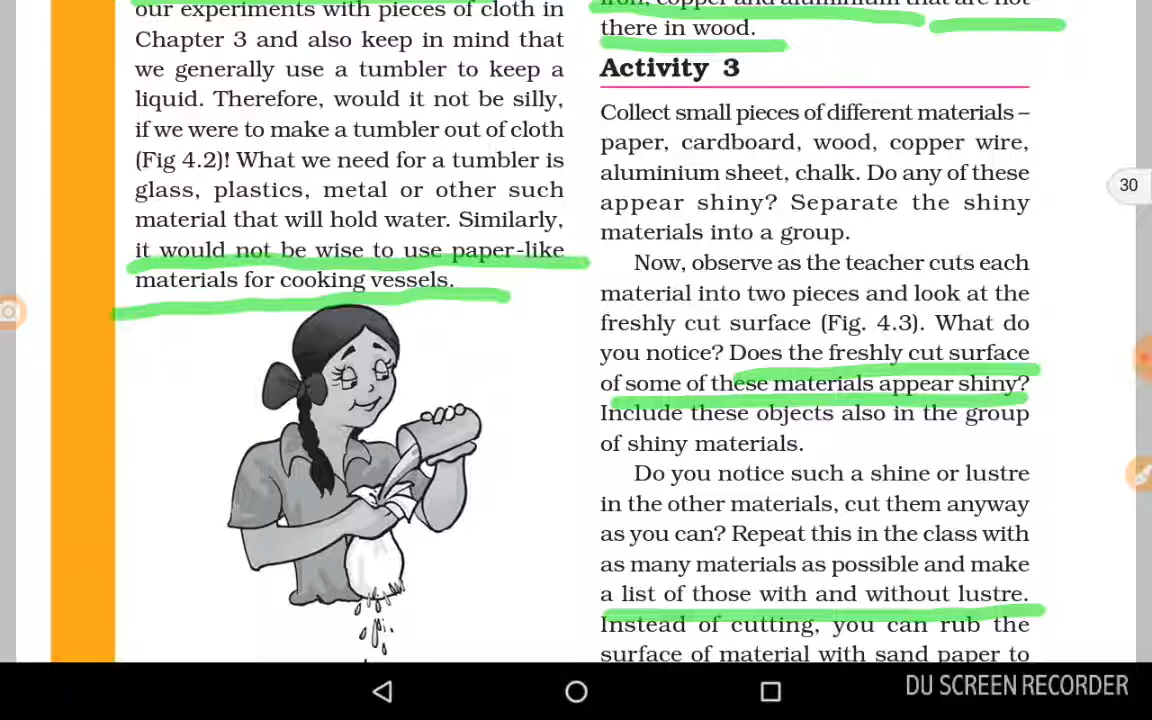 our experiments with pieces of cloth in
Chapter 3 and also keep in mind that
we generally use a tumbler to keep a
liquid. Therefore, would it not be silly,
if we were to make a tumbler out of cloth
(Fig 4.2)! What we need for a tumbler is
glass, plastics, metal or other such
material that will hold water. Similarly,
it would not be wise to use paper-like
materials for cooking vessels.
iron, copper and aluminium that are not
there in wood.
Activity 3
Collect small pieces of different materials –
paper, cardboard, wood, copper wire,
aluminium sheet, chalk. Do any of these
appear shiny? Separate the shiny
materials into a group.
Now, observe as the teacher cuts each
material into two pieces and look at the
freshly cut surface (Fig. 4.3). What do
you notice? Does the freshly cut surface
of some of these materials appear shiny?
Include these objects also in the group
of shiny materials.
Do you notice such a shine or lustre
in the other materials, cut them anyway
as you can? Repeat this in the class with
as many materials as possible and make
a list of those with and without lustre.
Instead of cutting, you can rub the
surface of material with sand paper to
30
DU SCREEN RECORDER